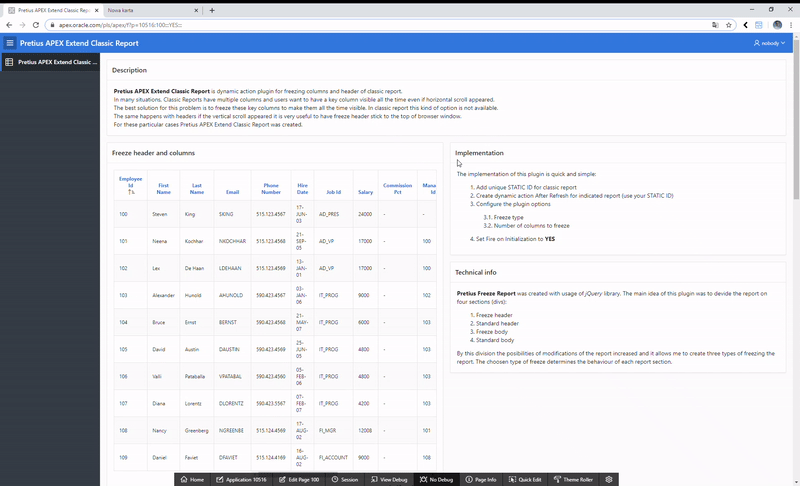 Pretius APEX Extend Classic Report
Nowa karta
apex.oracle.com/pls/apex/f?p=10516:100::YES:::
Pretius APEX Extend Classic Report
nobody
Pretius APEX Extend Classic ...
Description
Pretius APEX Extend Classic Report is dynamic action plugin for freezing columns and header of classic report.
In many situations, Classic Reports have multiple columns and users want to have a key column visible all the time even if horizontal scroll appeared.
The best solution for this problem is to freeze these key columns to make them all the time visible. In classic report this kind of option is not available.
The same happens with headers if the vertical scroll appeared it is very useful to have freeze header stick to the top of browser window.
For these particular cases Pretius APEX Extend Classic Report was created.
Freeze header and columns
Employee Id First Name Last Name Email Phone Number Hire Date Job Id Salary Commission Pct Mana Id
100 Steven King SKING 515.123.4567 17-JUN-03 AD_PRES 24000 - -
101 Neena Kochhar NKOCHHAR 515.123.4568 21-SEP-05 AD_VP 17000 - 100
102 Lex De Haan LDEHAAN 515.123.4569 13-JAN-01 AD_VP 17000 - 100
103 Alexander Hunold AHUNOLD 590.423.4567 03-JAN-06 IT_PROG 9000 - 102
104 Bruce Ernst BERNST 590.423.4568 21-MAY-07 IT_PROG 6000 - 103
105 David Austin DAUSTIN 590.423.4569 25-JUN-05 IT_PROG 4800 - 103
106 Valli Pataballa VPATABAL 590.423.4560 05-FEB-06 IT_PROG 4800 - 103
107 Diana Lorentz DLORENTZ 590.423.5567 07-FEB-07 IT_PROG 4200 - 103
108 Nancy Greenberg NGREENBE 515.124.4569 17-AUG-02 FI_MGR 12008 - 101
109 Daniel Faviet DFAVIET 515.124.4169 16-AUG-02 FI_ACCOUNT 9000 - 108
Implementation
The implementation of this plugin is quick and simple:
1. Add unique STATIC ID for classic report
2. Create dynamic action After Refresh for indicated report (use your STATIC ID)
3. Configure the plugin options
3.1. Freeze type
3.2. Number of columns to freeze
4. Set Fire on Initialization to YES
Technical info
Pretius Freeze Report was created with usage of jQuery library. The main idea of this plugin was to devide the report on
four sections (divs):
1. Freeze header
2. Standard header
3. Freeze body
4. Standard body
By this division the posibilities of modifications of the report increased and it allows me to create three types of freezing the
report. The choosen type of freeze determines the behaviour of each report section.
Home Application 10516 Edit Page 100 Session View Debug No Debug Page Info Quick Edit Theme Roller